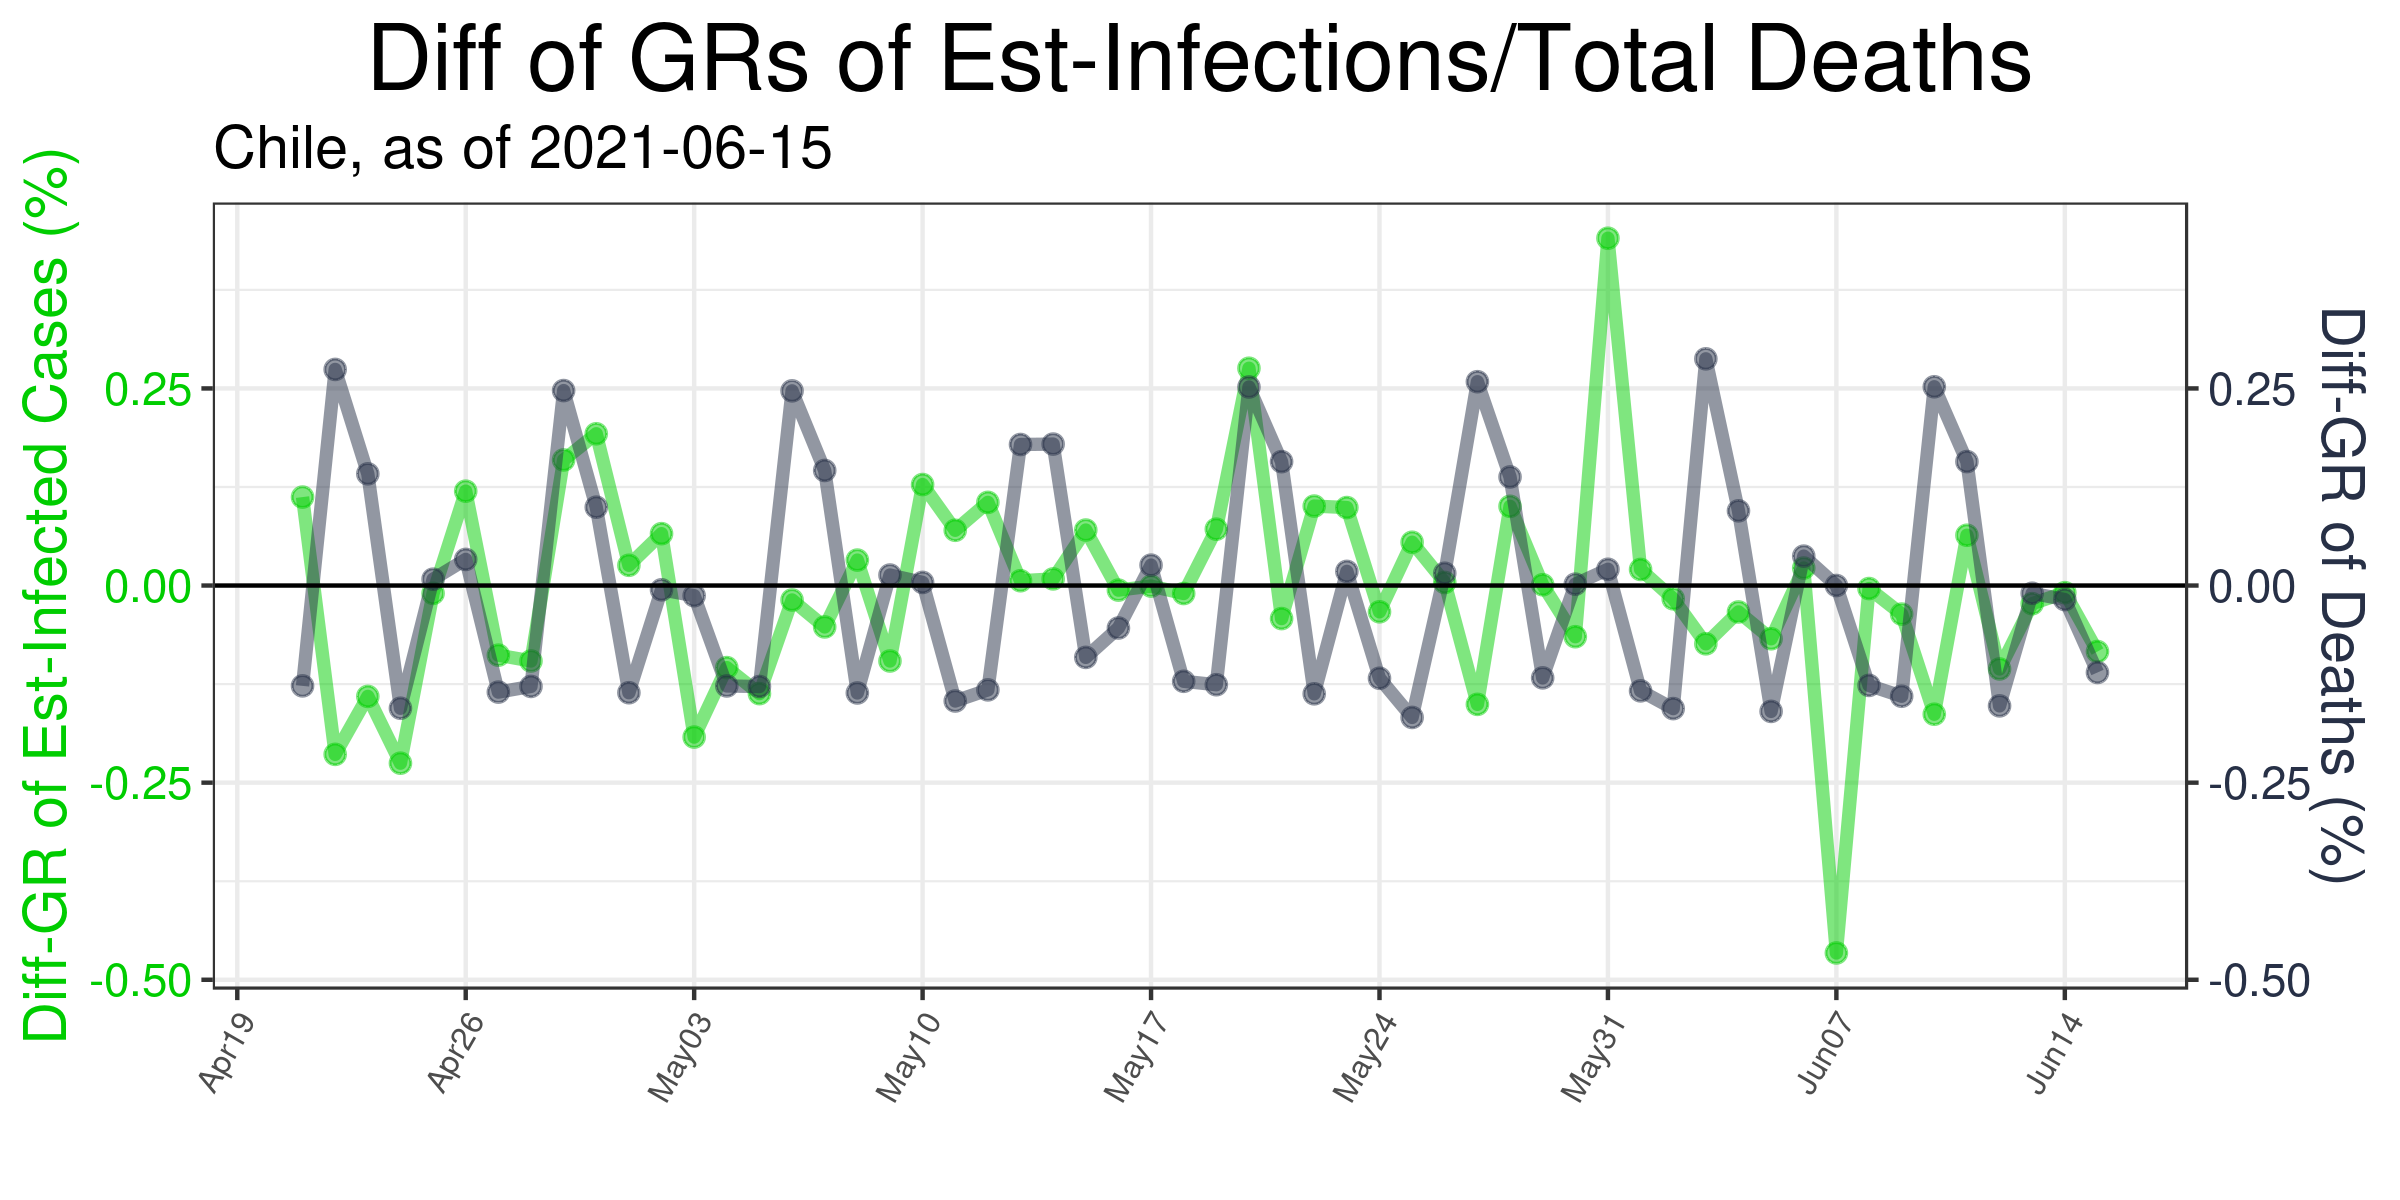 Diff of GRs of Est-Infections/Total Deaths
Chile, as of 2021-06-15
Diff-GR of Est-Infected Cases (%)
0.25
0.00
-0.25
-0.50
0.25
0.00
-0.25
-0.50
Diff-GR of Deaths (%)
Apr19
Apr26
May03
May10
May17
May24
May31
Jun07
Jun14